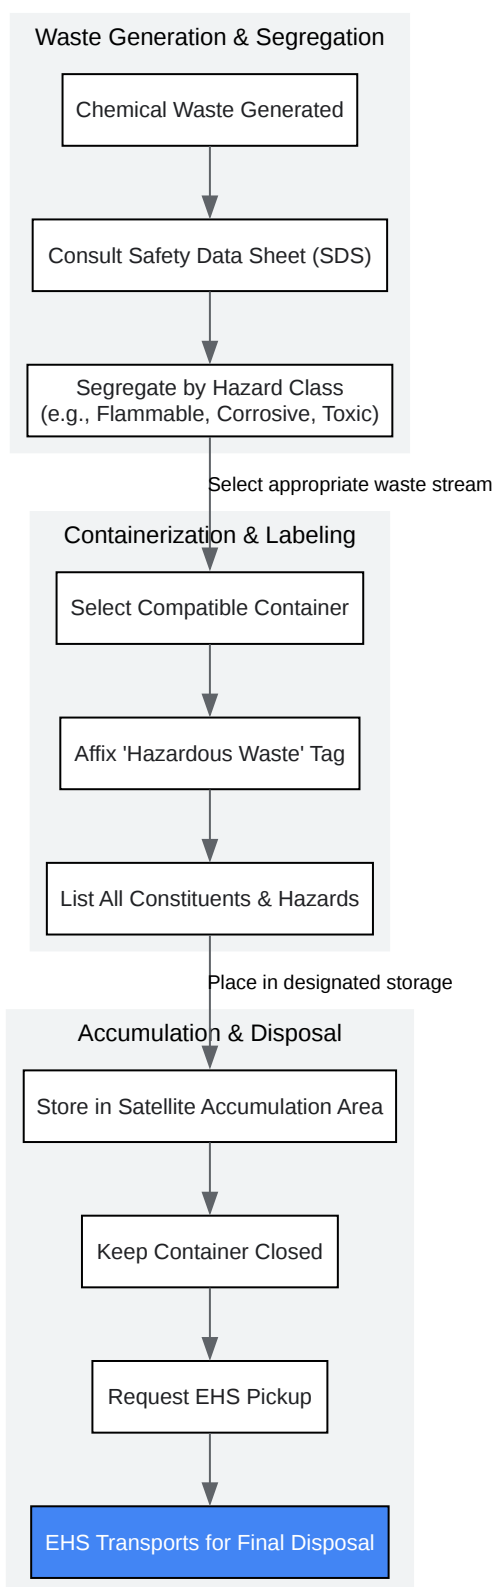 Waste Generation & Segregation
Chemical Waste Generated
Consult Safety Data Sheet (SDS)
Segregate by Hazard Class
(e.g., Flammable, Corrosive, Toxic)
Select appropriate waste stream
Containerization & Labeling
Select Compatible Container
Affix 'Hazardous Waste' Tag
List All Constituents & Hazards
Place in designated storage
Accumulation & Disposal
Store in Satellite Accumulation Area
Keep Container Closed
Request EHS Pickup
EHS Transports for Final Disposal